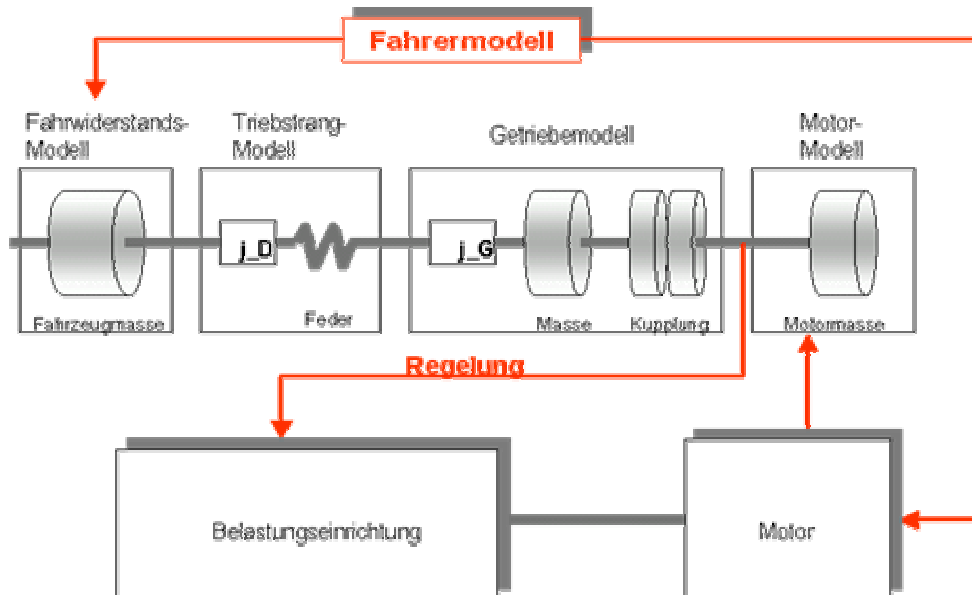 Fahrermodell
Fahrwiderstands-
Modell
Triebstrang-
Modell
Getriebemodell
Motor-
Modell
j_D
j_G
Fahrzeugmasse
Feder
Masse
Kupplung
Motormasse
Regelung
Belastungseinrichtung
Motor